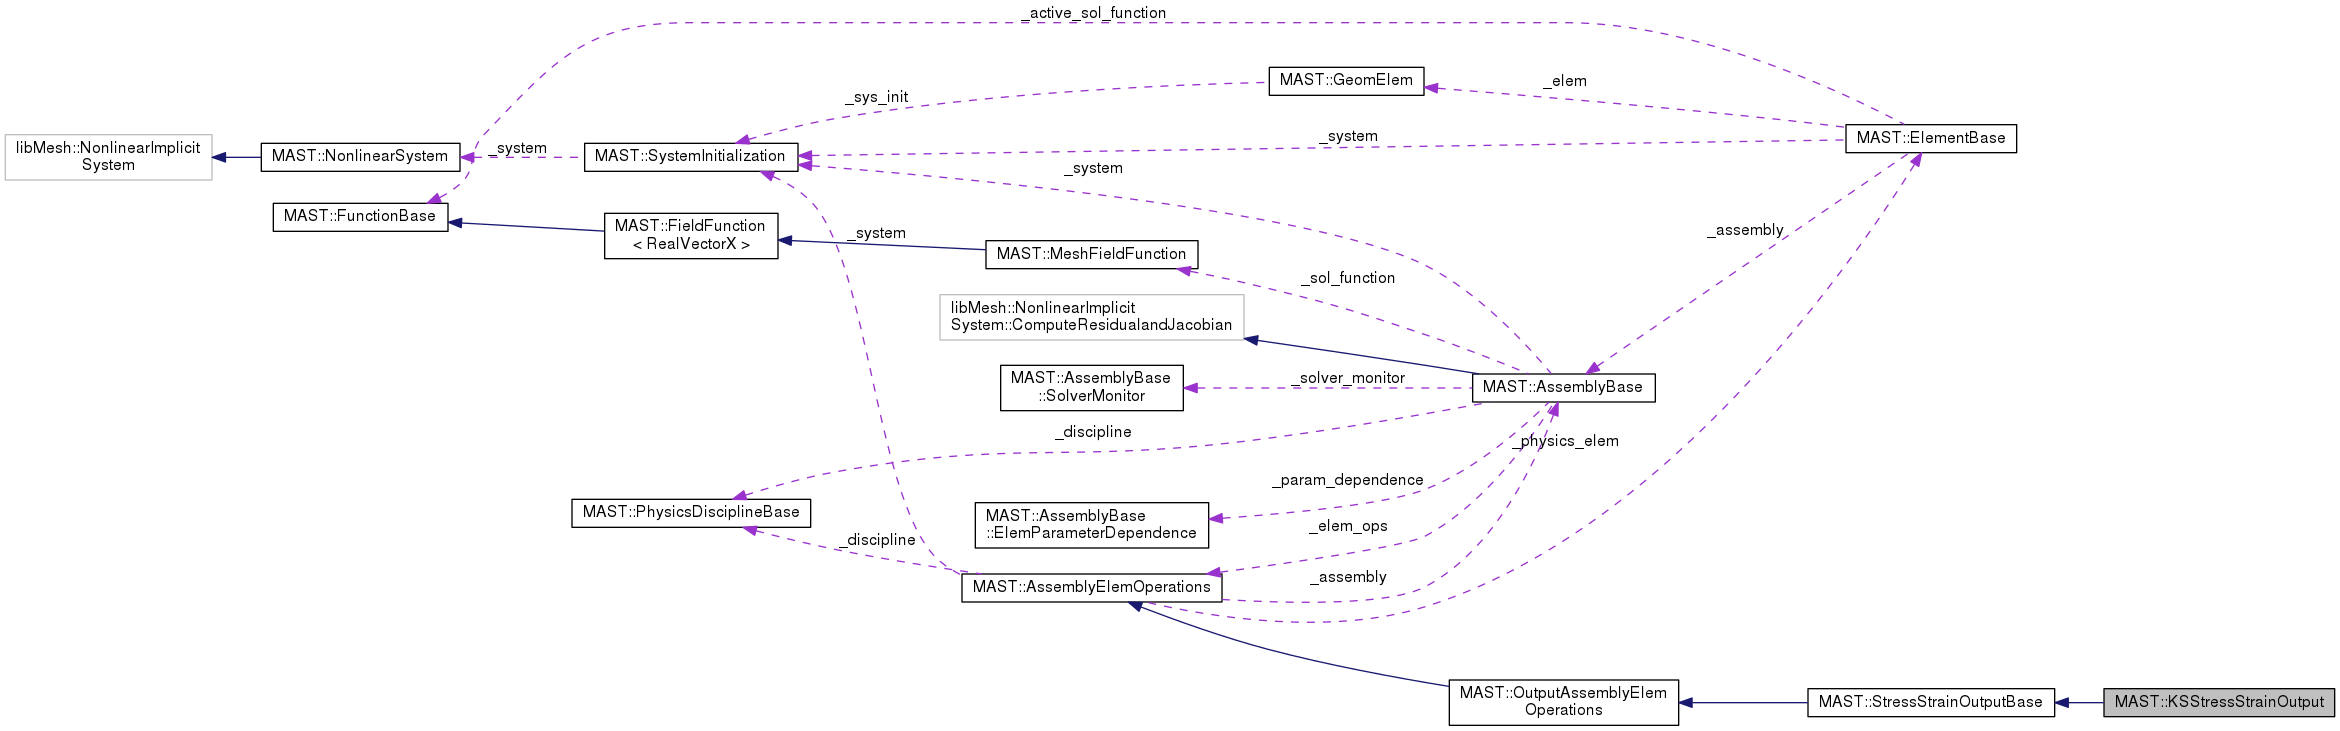 _active_sol_function
MAST::GeomElem
_elem
_sys_init
MAST::ElementBase
_system
libMesh::NonlinearImplicit
System
MAST::NonlinearSystem
_system
MAST::SystemInitialization
_system
MAST::FunctionBase
MAST::FieldFunction
< RealVectorX >
_system
_assembly
MAST::MeshFieldFunction
_sol_function
libMesh::NonlinearImplicit
System::ComputeResidualandJacobian
MAST::AssemblyBase
::SolverMonitor
_solver_monitor
MAST::AssemblyBase
_discipline
_physics_elem
_param_dependence
MAST::PhysicsDisciplineBase
MAST::AssemblyBase
::ElemParameterDependence
_elem_ops
_discipline
_assembly
MAST::AssemblyElemOperations
MAST::OutputAssemblyElem
Operations
MAST::StressStrainOutputBase
MAST::KSStressStrainOutput